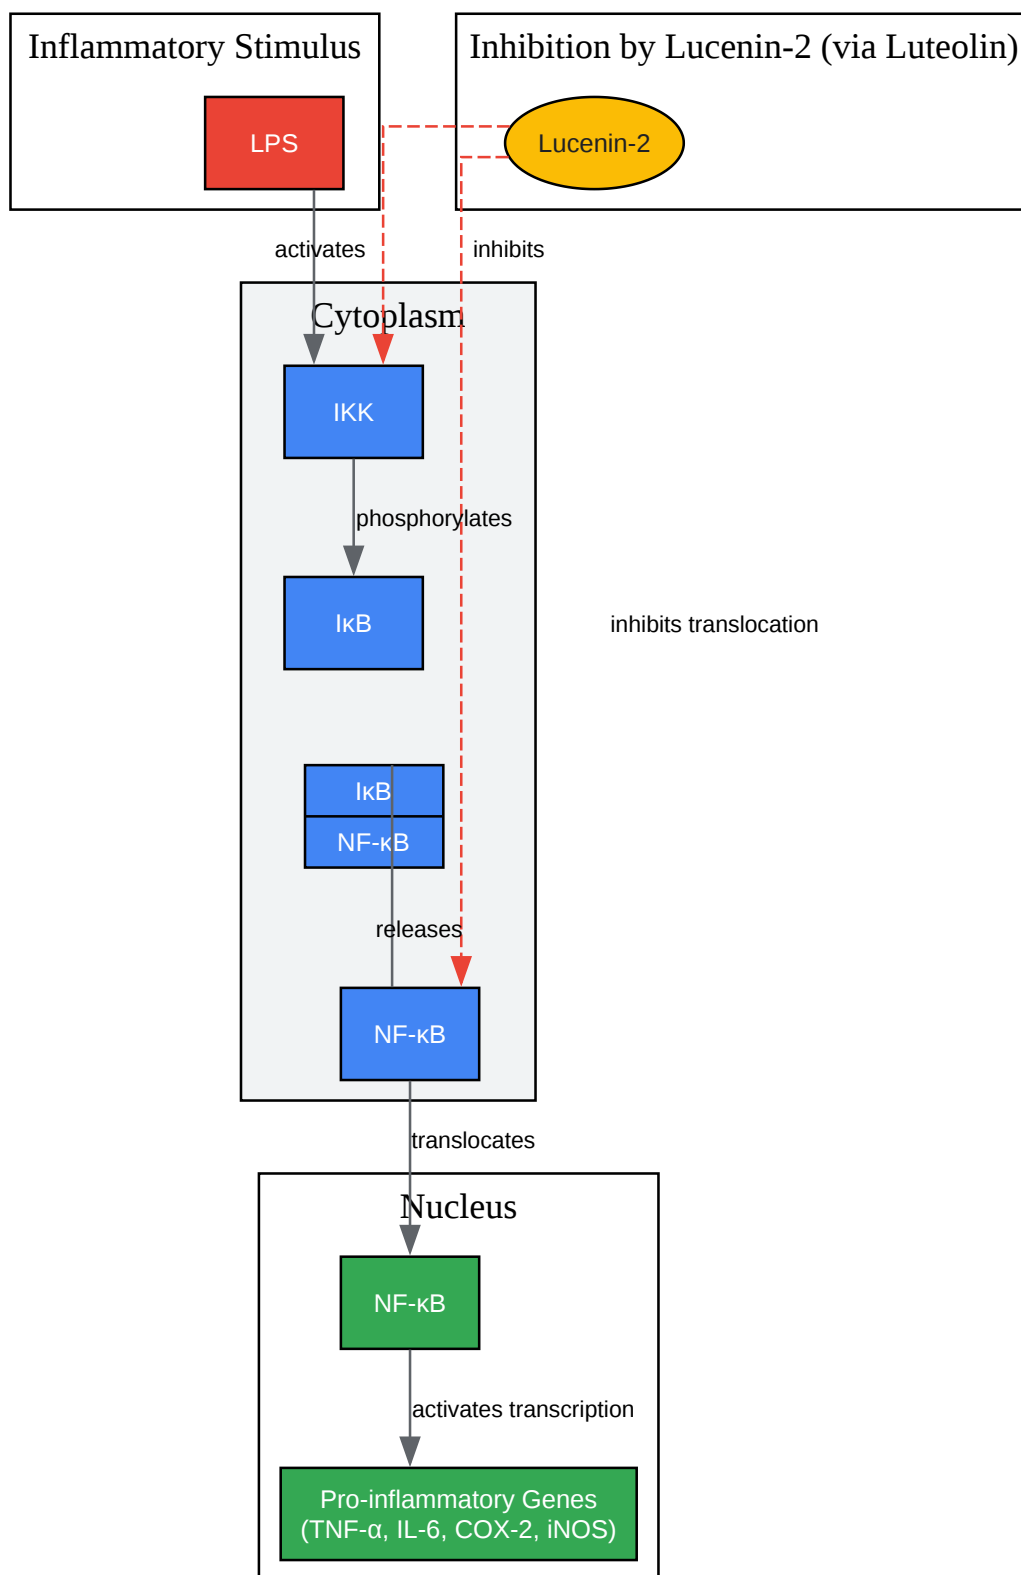 Inflammatory Stimulus
Inhibition by Lucenin-2 (via Luteolin)
LPS
Lucenin-2
activates
inhibits
Cytoplasm
IKK
phosphorylates
IκB
inhibits translocation
IκB
NF-κB
releases
NF-κB
translocates
Nucleus
NF-κB
activates transcription
Pro-inflammatory Genes
(TNF-α, IL-6, COX-2, iNOS)